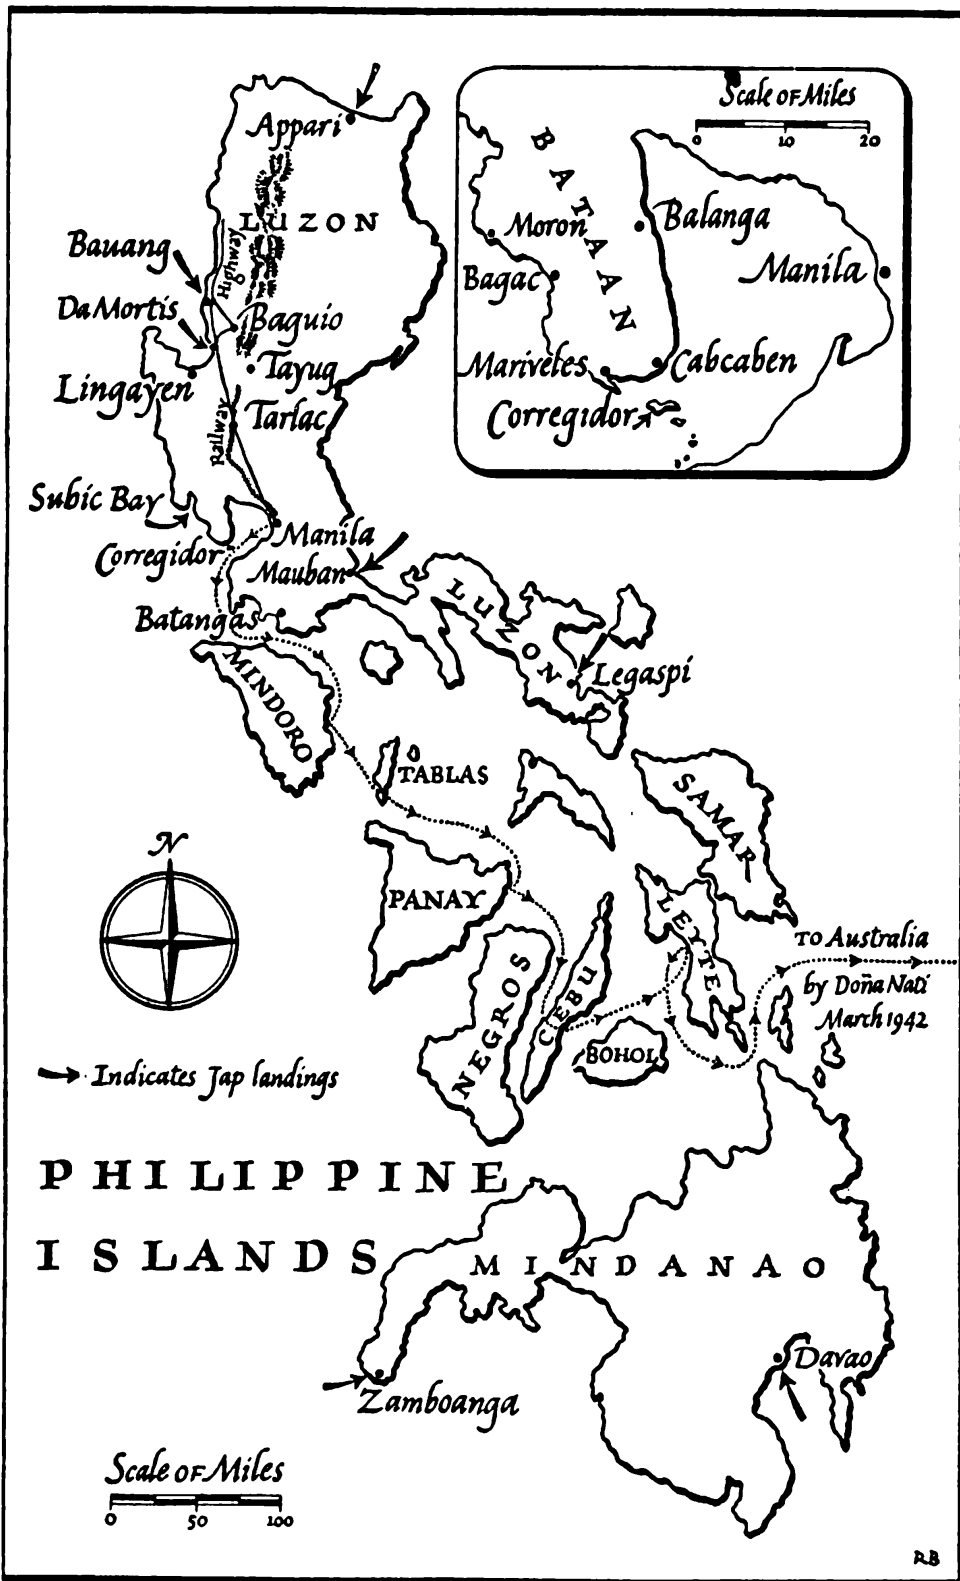 Appari
LUZON
Bauang
Highway
DaMortis
Baguio
Tayug
Lingayen
Tarlac
Railway
Subic Bay
Manila
Corregidor
Mauban
Batangas
LUZON
Legaspi
MINDORO
TABLAS
SAMAR
PANAY
LEYTE
NEGROS
CEBU
BOHOL
TO Australia
by Doña Nati
March 1942
N
Indicates Jap landings
PHILIPPINE
ISLANDS
MINDANAO
Davao
Zamboanga
Scale OF Miles
0 50 100
RB
Scale OF Miles
0 10 20
BATAAN
Moron
Balanga
Bagac
Manila
Mariveles
Cabcaben
Corregidor